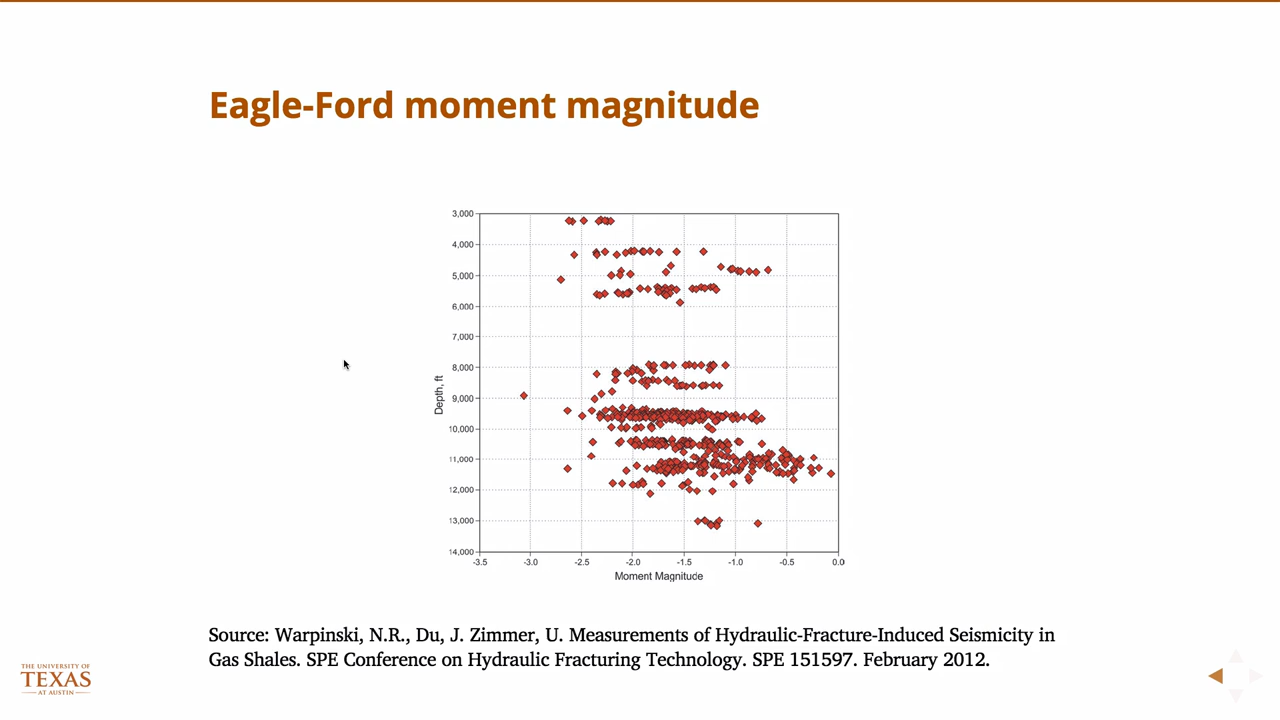 Eagle-Ford moment magnitude
3,000
4,000
5,000
6,000
7,000
8,000
9,000
10,000
11,000
12,000
13,000
14,000
Depth, ft
-3.5 -3.0 -2.5 -2.0 -1.5 -1.0 -0.5 0.0
Moment Magnitude
Source: Warpinski, N.R., Du, J. Zimmer, U. Measurements of Hydraulic-Fracture-Induced Seismicity in
Gas Shales. SPE Conference on Hydraulic Fracturing Technology. SPE 151597. February 2012.
THE UNIVERSITY OF
TEXAS
AT AUSTIN